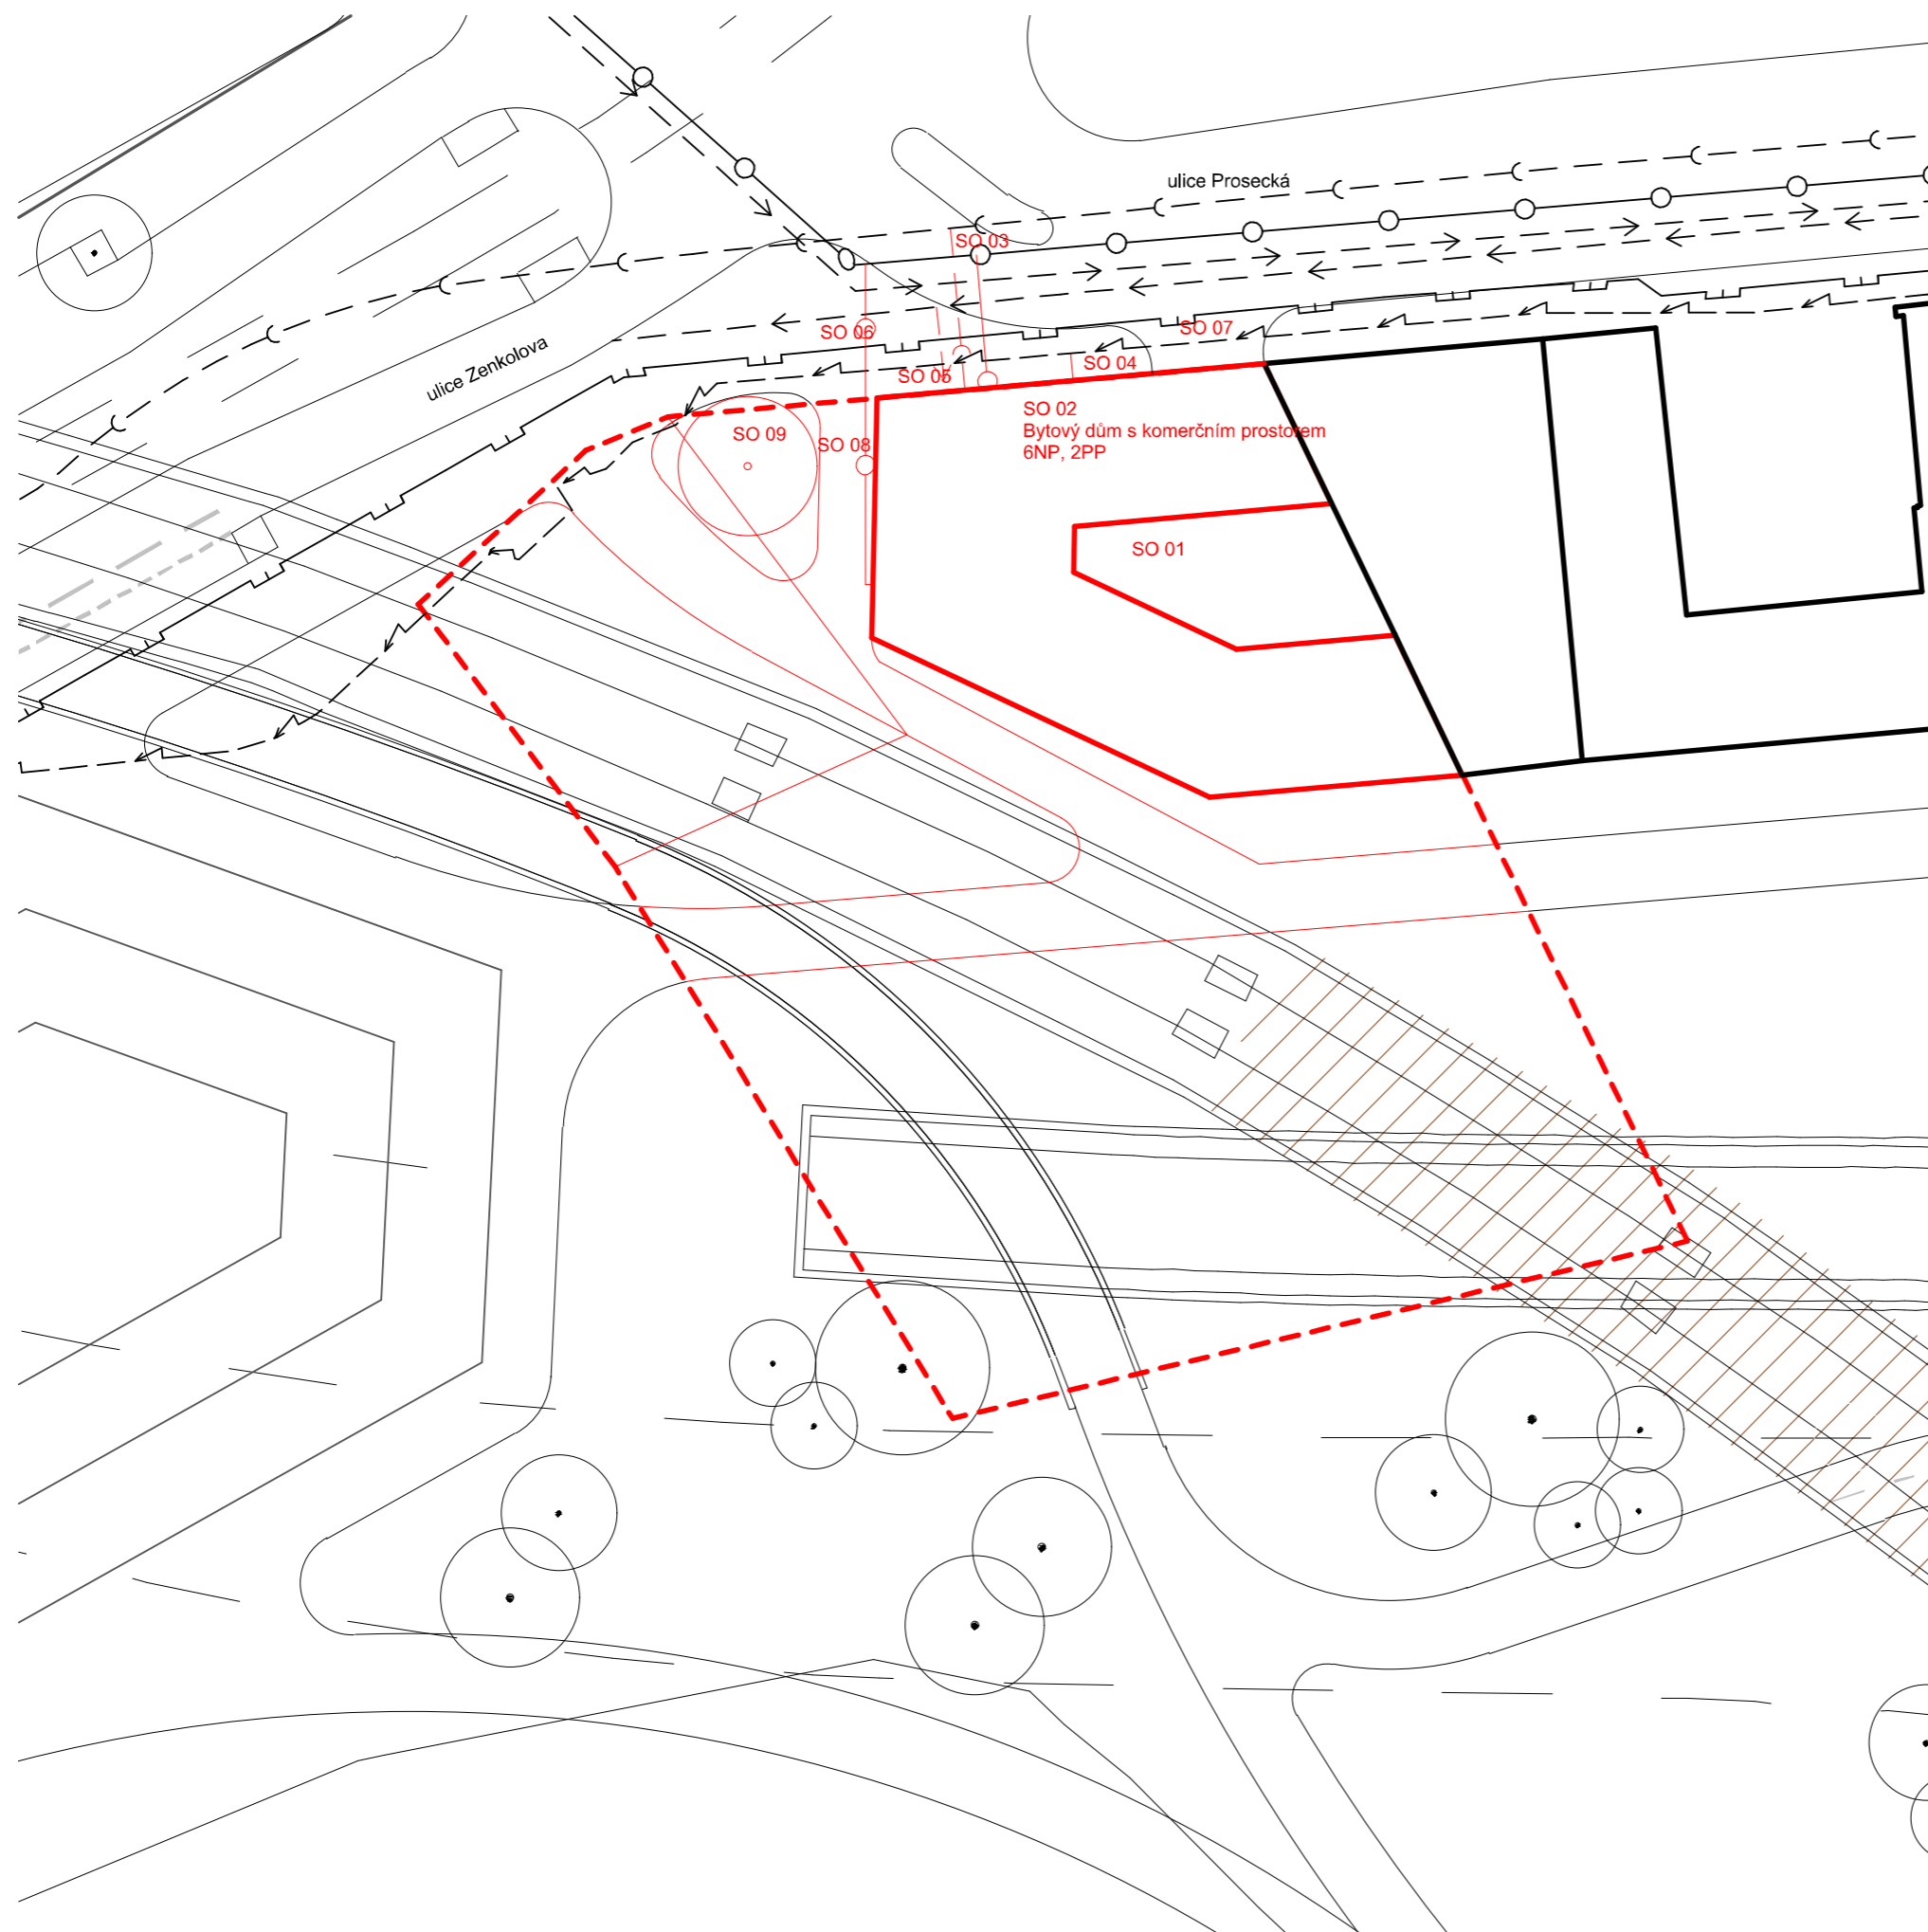 ulice Prosecká
SO 03
SO 06
SO 07
ulice Zenkolova
SO 05
SO 04
SO 02
Bytový dům s komerčním prostorem
6NP, 2PP
SO 09
SO 08
SO 01